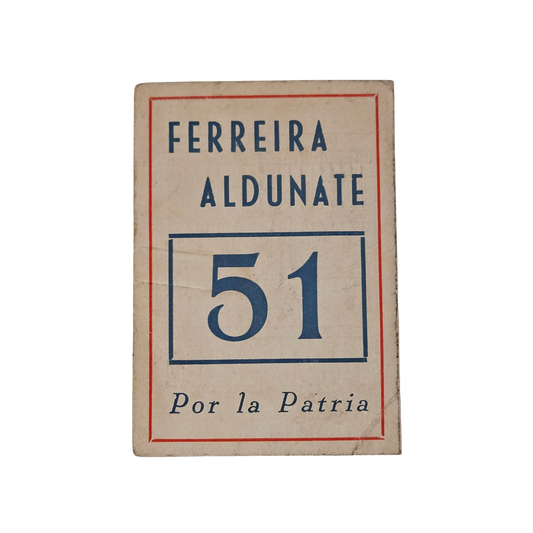 FERREIRA
ALDUNATE
51
Por la Patria